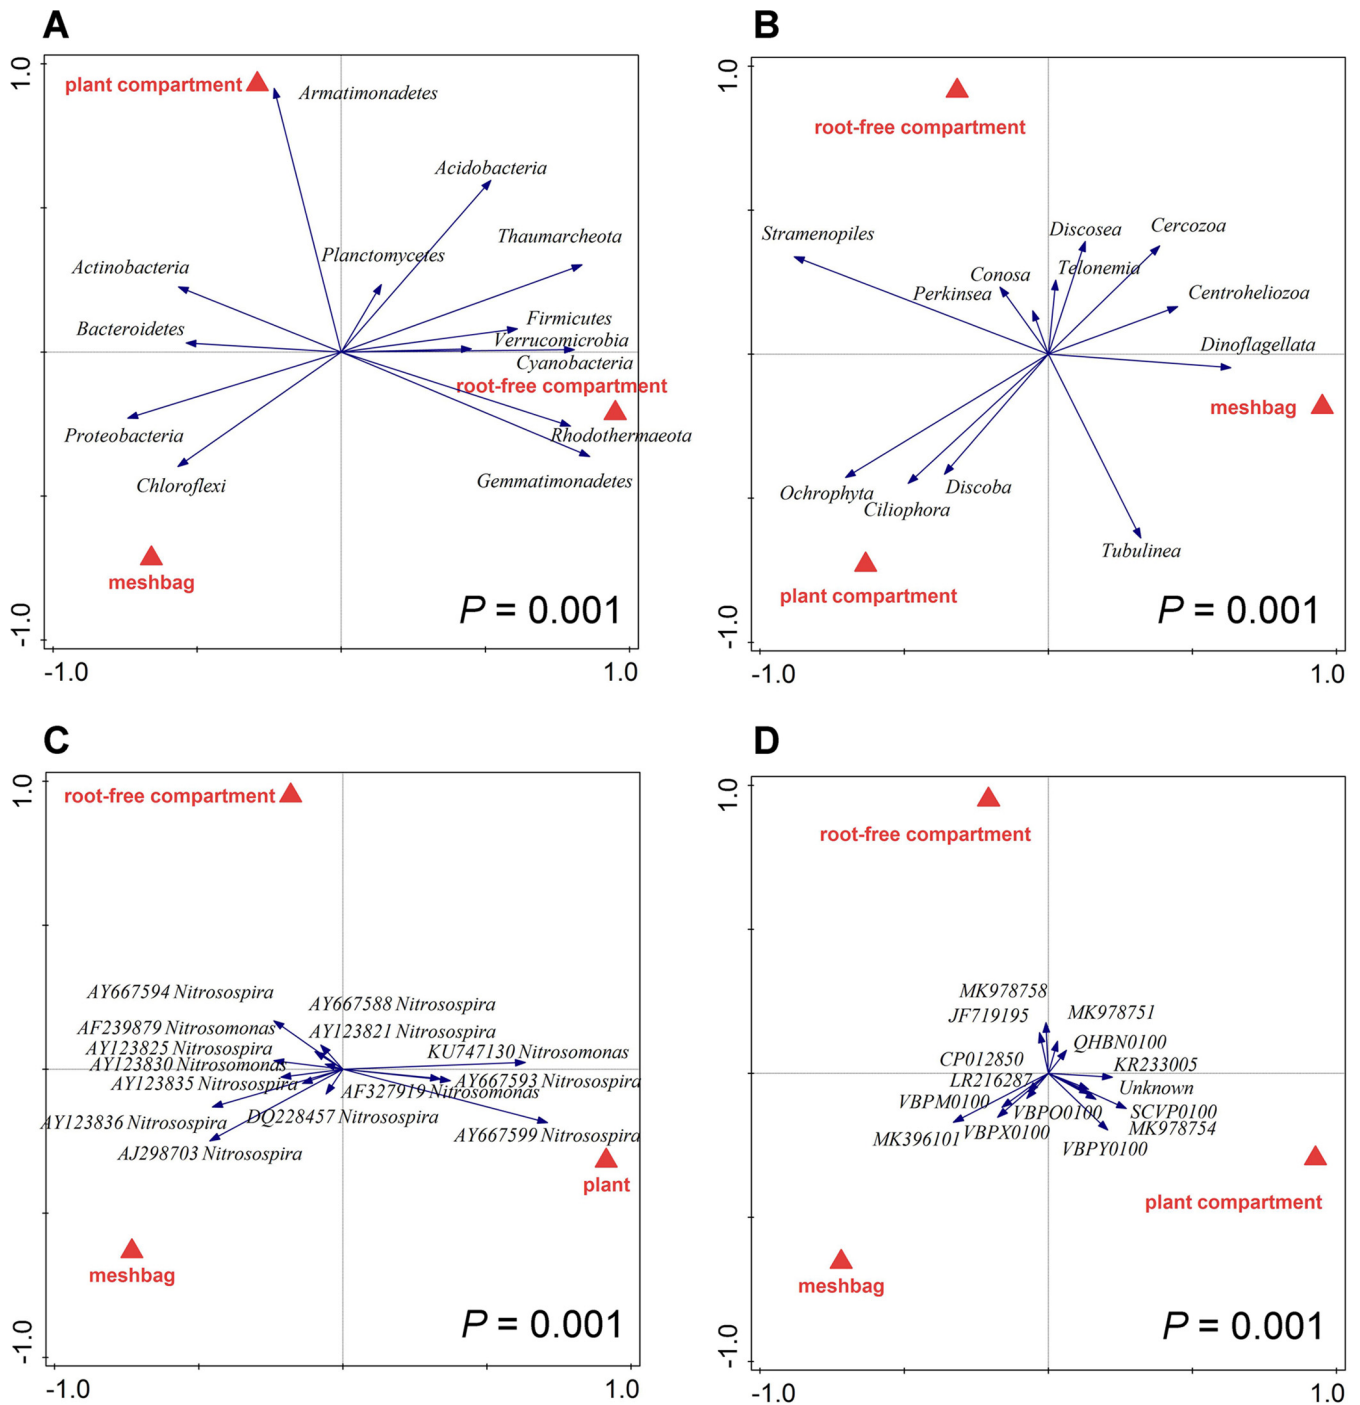 A
1.0
plant compartment
Armatimonadetes
Acidobacteria
Thaumarcheota
Planctomycetes
Actinobacteria
Firmicutes
Bacteroidetes
Verrucomicrobia
Cyanobacteria
root-free compartment
Proteobacteria
Rhodothermaeota
Gemmatimonadetes
Chloroflexi
meshbag
P = 0.001
-1.0
-1.0
1.0
B
1.0
root-free compartment
Stramenopiles
Discosea
Cercozoa
Conosa
Telonemia
Perkinsea
Centroheliozoa
Dinoflagellata
meshbag
Ochrophyta
Discoba
Ciliophora
Tubulinea
plant compartment
P = 0.001
-1.0
-1.0
1.0
C
1.0
root-free compartment
AY667594 Nitrosospira
AY667588 Nitrosospira
AF239879 Nitrosomonas
AY123821 Nitrosospira
AY123825 Nitrosospira
KU747130 Nitrosomonas
AY123830 Nitrosomonas
AY123835 Nitrosospira
AY667593 Nitrosospira
AF327919 Nitrosomonas
AY123836 Nitrosospira
DQ228457 Nitrosospira
AY667599 Nitrosospira
AJ298703 Nitrosospira
plant
meshbag
P = 0.001
-1.0
-1.0
1.0
D
1.0
root-free compartment
MK978758
JF719195
MK978751
QHBN0100
CP012850
KR233005
LR216287
Unknown
VBPM0100
VBPO0100
SCVP0100
MK396101
VBPX0100
MK978754
VBPY0100
plant compartment
meshbag
P = 0.001
-1.0
-1.0
1.0